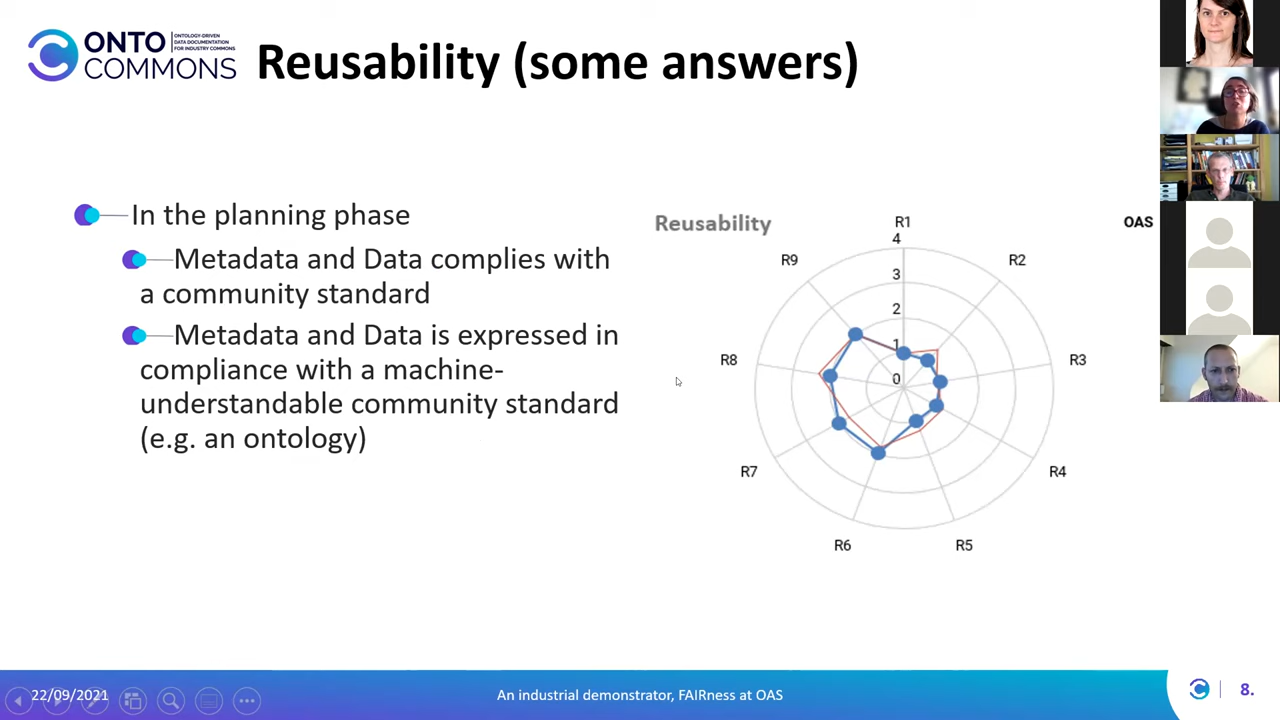 ONTO
COMMONS
ONTOLOGY-DRIVEN
DATA DOCUMENTATION
FOR INDUSTRY COMMONS
Reusability (some answers)
In the planning phase
Metadata and Data complies with
a community standard
Metadata and Data is expressed in
compliance with a machine-
understandable community standard
(e.g. an ontology)
Reusability
OAS
R1
R2
R3
R4
R5
R6
R7
R8
R9
4
3
2
1
0
22/09/2021
An industrial demonstrator, FAIRness at OAS
8.